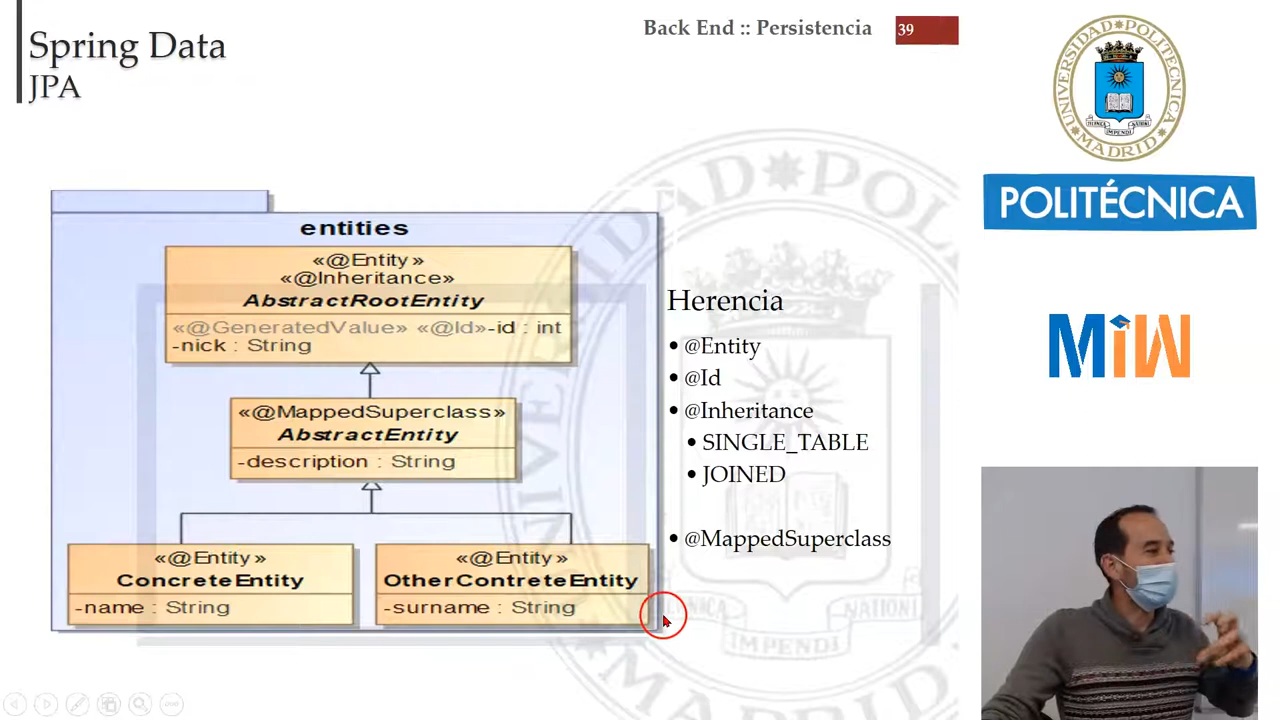 Spring Data
JPA
Back End :: Persistencia
39
entities
«@Entity»
«@Inheritance»
AbstractRootEntity
«@GeneratedValue» «@Id»-id : int
-nick : String
«@MappedSuperclass»
AbstractEntity
-description : String
«@Entity»
ConcreteEntity
-name : String
«@Entity»
OtherContreteEntity
-surname : String
Herencia
• @Entity
• @Id
• @Inheritance
• SINGLE_TABLE
• JOINED
• @MappedSuperclass
UNIVERSIDAD POLITÉCNICA
MADRID
POLITÉCNICA
MiW